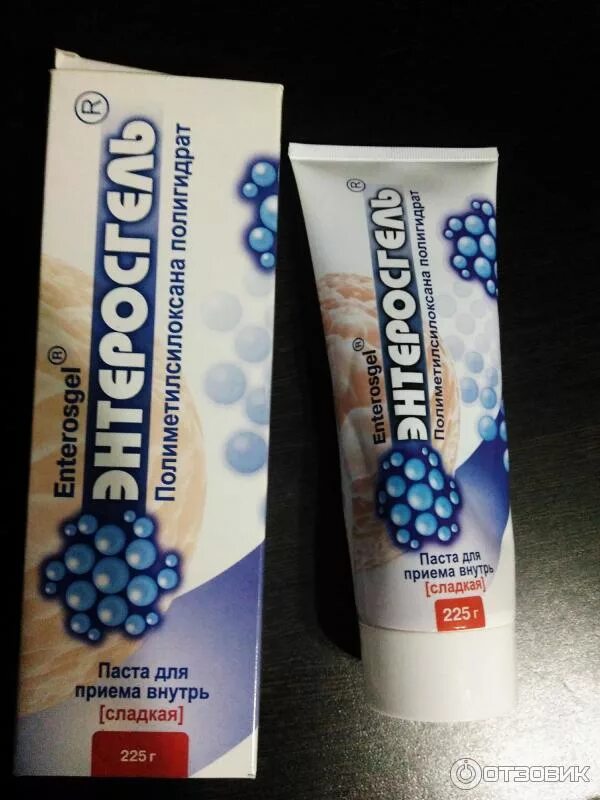 Enterosgel®
ЭНТЕРОСГЕЛЬ®
Полиметилсилоксана полигидрат
Паста для
приема внутрь
[сладкая]
225 г
Enterosgel®
ЭНТЕРОСГЕЛЬ®
Полиметилсилоксана полигидрат
Паста для
приема внутрь
[сладкая]
225 г
ОТЗОВИК